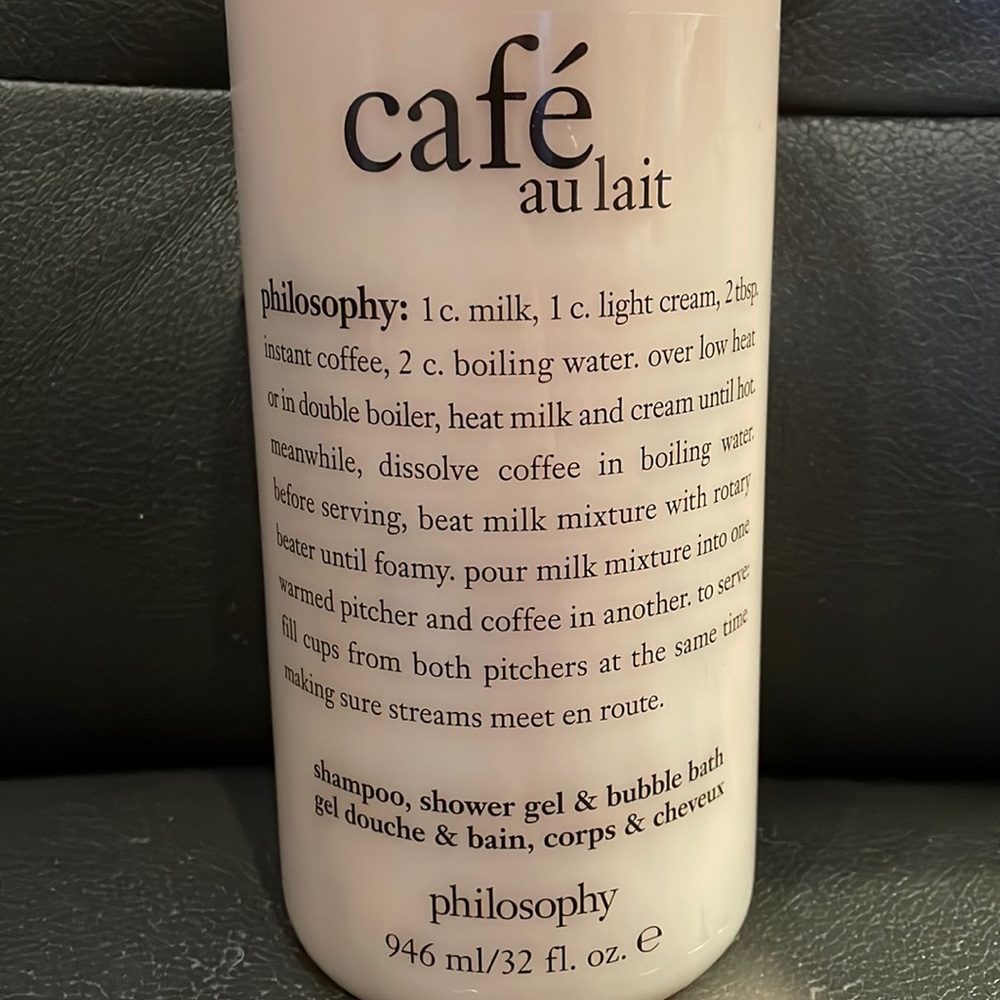 café
au lait
philosophy: 1 c. milk, 1 c. light cream, 2 tbsp.
instant coffee, 2 c. boiling water. over low heat
or in double boiler, heat milk and cream until hot.
meanwhile, dissolve coffee in boiling water.
before serving, beat milk mixture with rotary
beater until foamy. pour milk mixture into one
warmed pitcher and coffee in another. to serve:
fill cups from both pitchers at the same time
making sure streams meet en route.
shampoo, shower gel & bubble bath
gel douche & bain, corps & cheveux
philosophy
946 ml/32 fl. oz. ℮